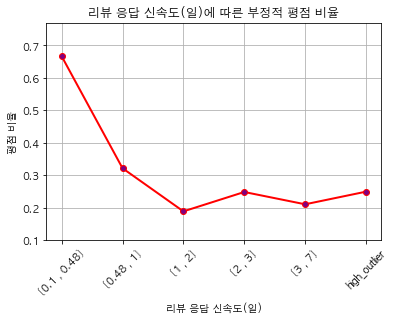 리뷰 응답 신속도(일)에 따른 부정적 평점 비율
평점 비율
0.7
0.6
0.5
0.4
0.3
0.2
0.1
(0.1 , 0.48)
(0.48 , 1)
(1 , 2)
(2 , 3)
(3 , 7)
high_outlier
리뷰 응답 신속도(일)